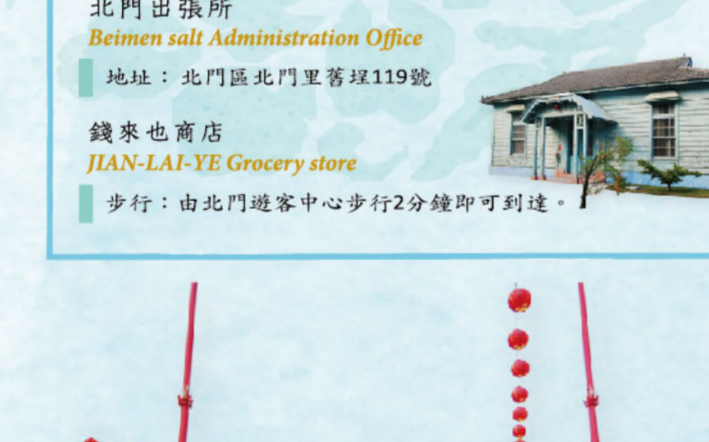 北門出張所
Beimen salt Administration Office
地址：北門區北門里舊埕119號
錢來也商店
JIAN-LAI-YE Grocery store
步行：由北門遊客中心步行2分鐘即可到達。